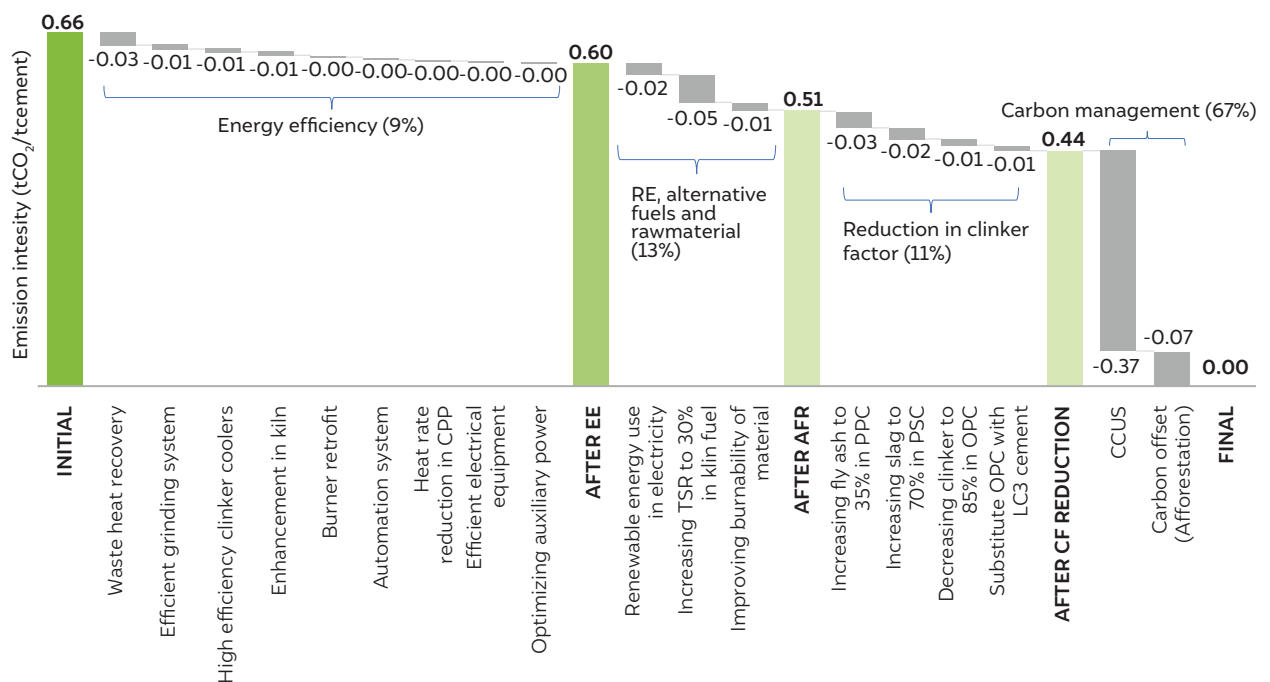 Emission intesity (tCO₂/tcement)
0.66
-0.03
-0.01
-0.01
-0.01
-0.00
-0.00
-0.00
-0.00
-0.00
Energy efficiency (9%)
0.60
-0.02
-0.05
-0.01
RE, alternative
fuels and
rawmaterial
(13%)
0.51
-0.03
-0.02
-0.01
-0.01
Reduction in clinker
factor (11%)
0.44
Carbon management (67%)
-0.37
-0.07
0.00
INITIAL
Waste heat recovery
Efficient grinding system
High efficiency clinker coolers
Enhancement in kiln
Burner retrofit
Automation system
Heat rate
reduction in CPP
Efficient electrical
equipment
Optimizing auxiliary power
AFTER EE
Renewable energy use
in electricity
Increasing TSR to 30%
in klin fuel
Improving burnability of
material
AFTER AFR
Increasing fly ash to
35% in PPC
Increasing slag to
70% in PSC
Decreasing clinker to
85% in OPC
Substitute OPC with
LC3 cement
AFTER CF REDUCTION
CCUS
Carbon offset
(Afforestation)
FINAL